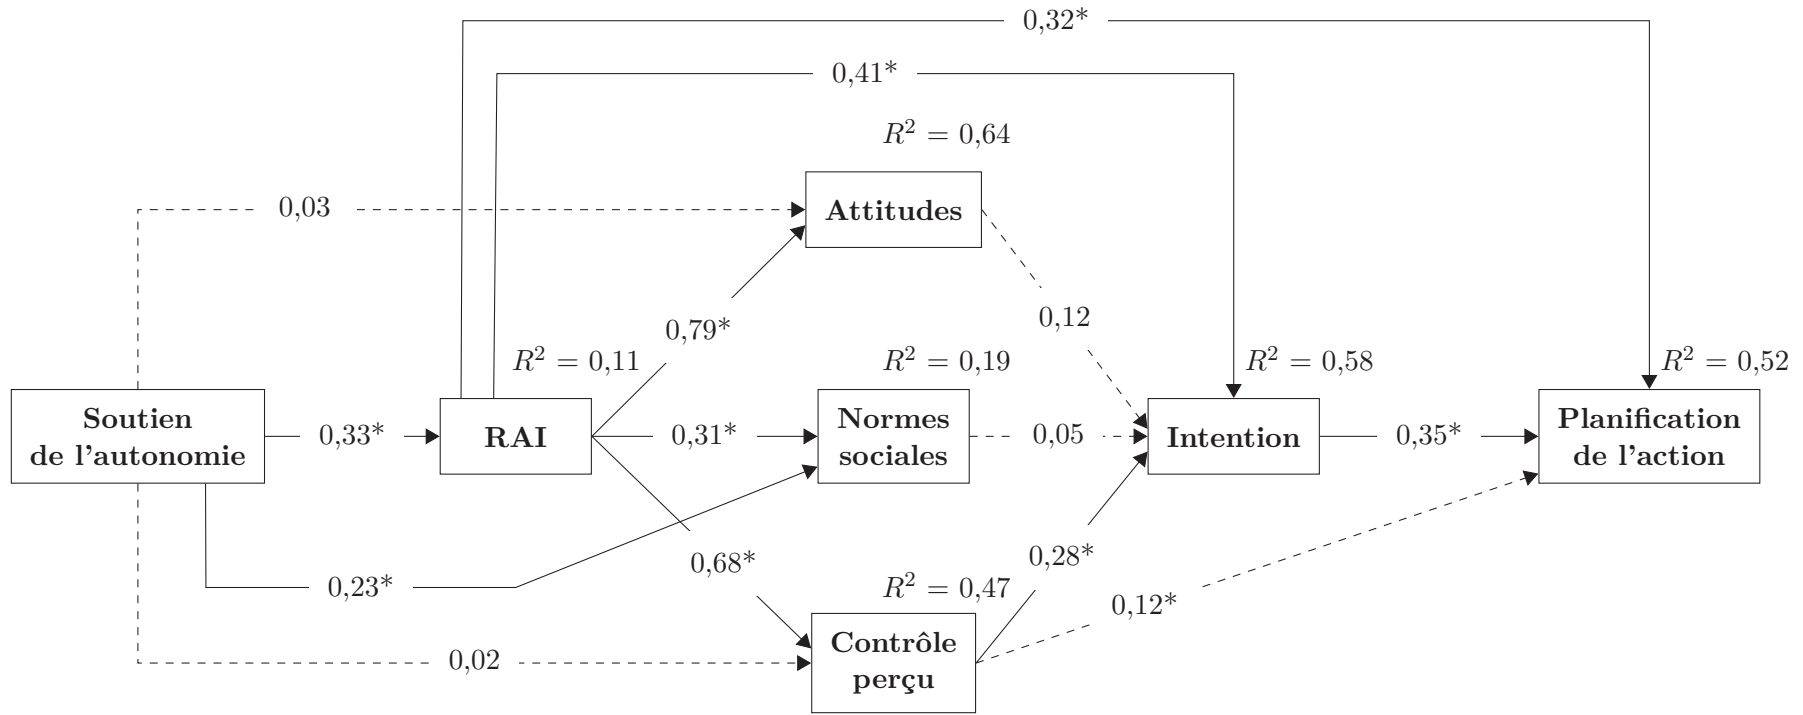 0,32*
0,41*
R² = 0,64
0,03
Attitudes
0,12
0,79*
R² = 0,11
R² = 0,19
R² = 0,58
R² = 0,52
Soutien
de l'autonomie
0,33*
RAI
0,31*
Normes
sociales
0,05
Intention
0,35*
Planification
de l'action
0,68*
0,28*
0,23*
R² = 0,47
0,12*
0,02
Contrôle
perçu